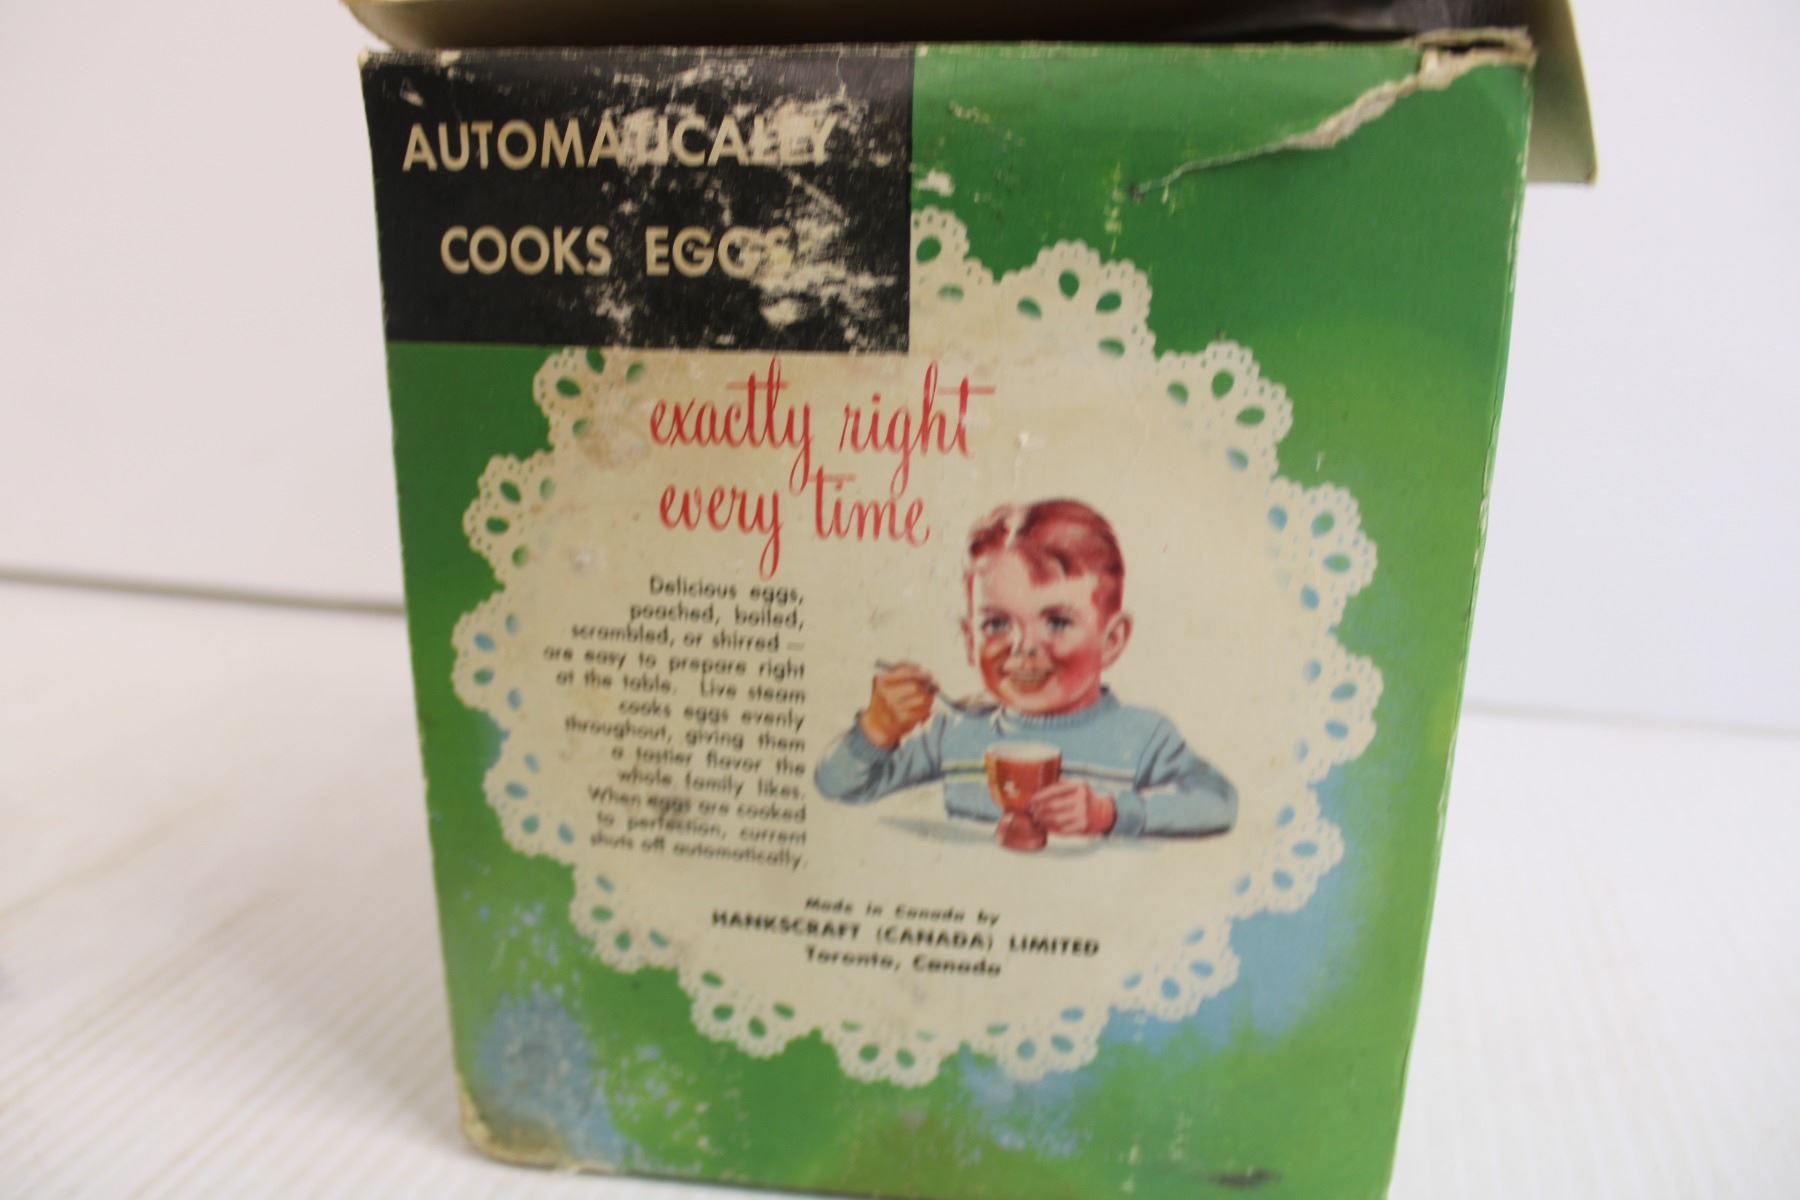 AUTOMATICALLY
COOKS EGGS
exactly right
every time
Delicious eggs,
poached, boiled,
scrambled, or shirred —
are easy to prepare right
at the table. Live steam
cooks eggs evenly
throughout, giving them
a tastier flavor the
whole family likes.
When eggs are cooked
to perfection, current
shuts off automatically.
Made in Canada by
HANKSCRAFT (CANADA) LIMITED
Toronto, Canada